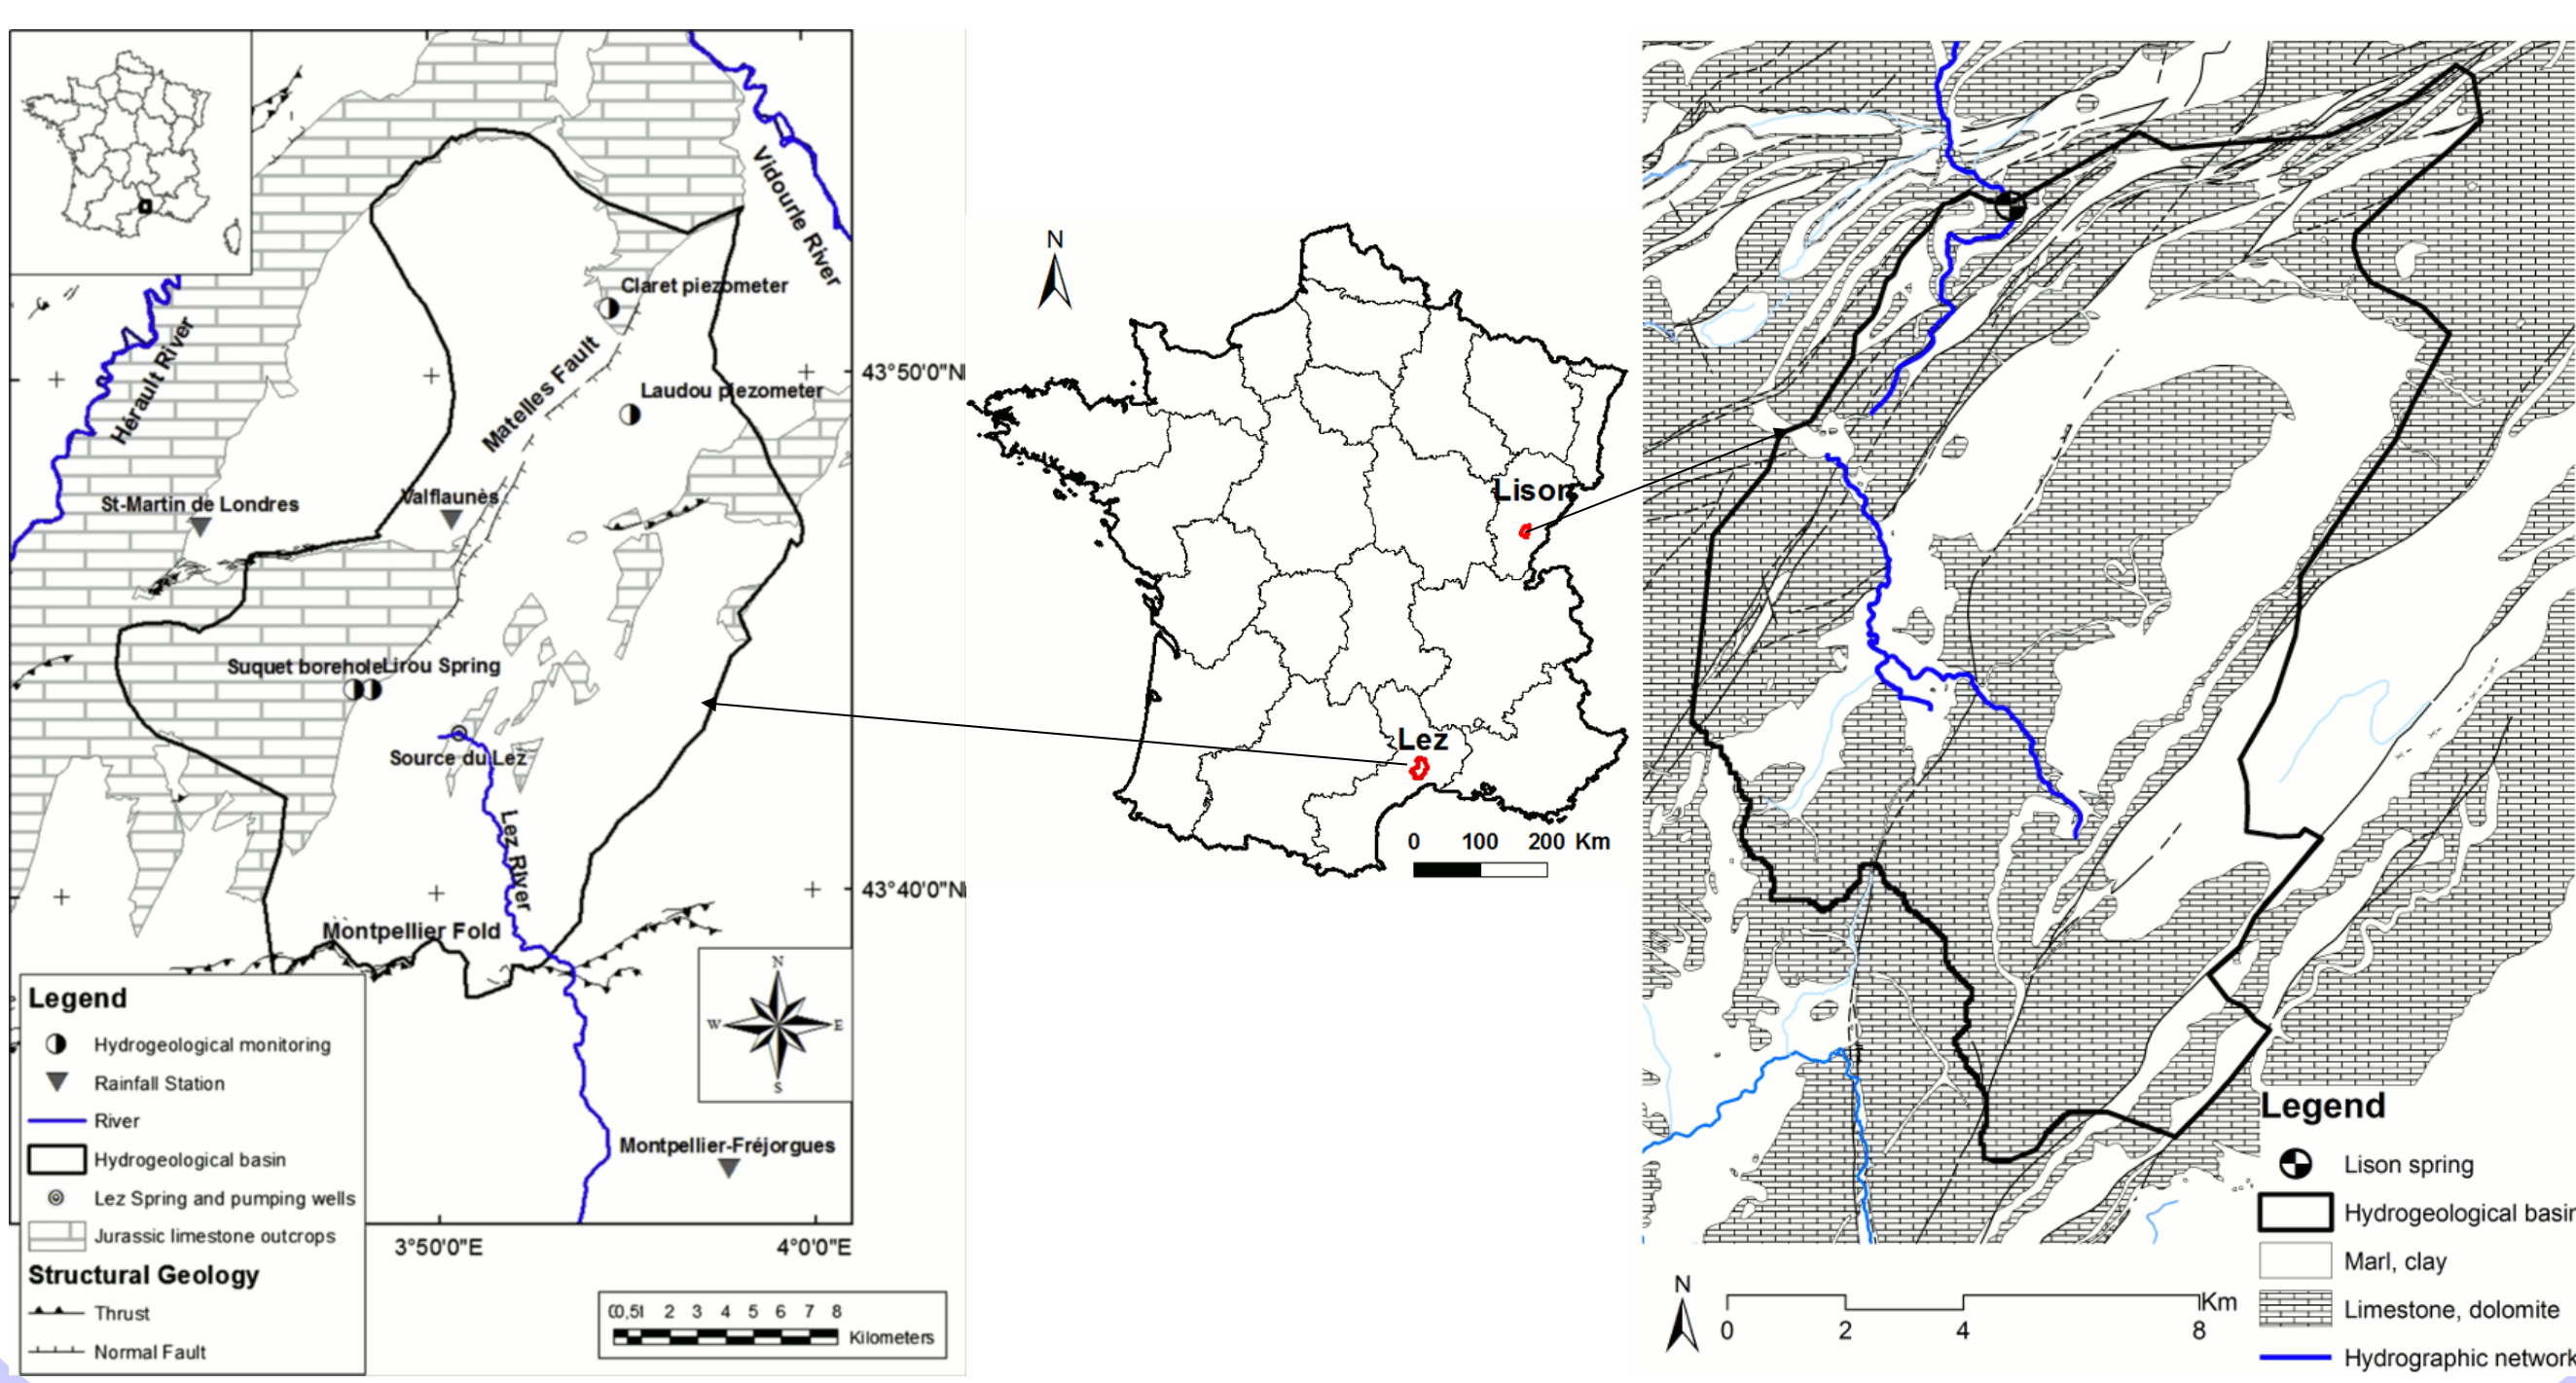 Vidourle River
Claret piezometer
Hérault River
Matelles Fault
43°50'0"N
Laudou piezometer
St-Martin de Londres
Valflaunès
Suquet borehole
Lirou Spring
Source du Lez
Lez River
43°40'0"N
Montpellier Fold
N
W
E
S
Montpellier-Fréjorgues
Legend
Hydrogeological monitoring
Rainfall Station
River
Hydrogeological basin
Lez Spring and pumping wells
Jurassic limestone outcrops
Structural Geology
Thrust
Normal Fault
3°50'0"E
4°0'0"E
2 3 4 5 6 7 8
Kilometers
N
Lison
Lez
0 100 200 Km
Legend
Lison spring
Hydrogeological basin
Marl, clay
Limestone, dolomite
Hydrographic network
N
Km
0 2 4 8